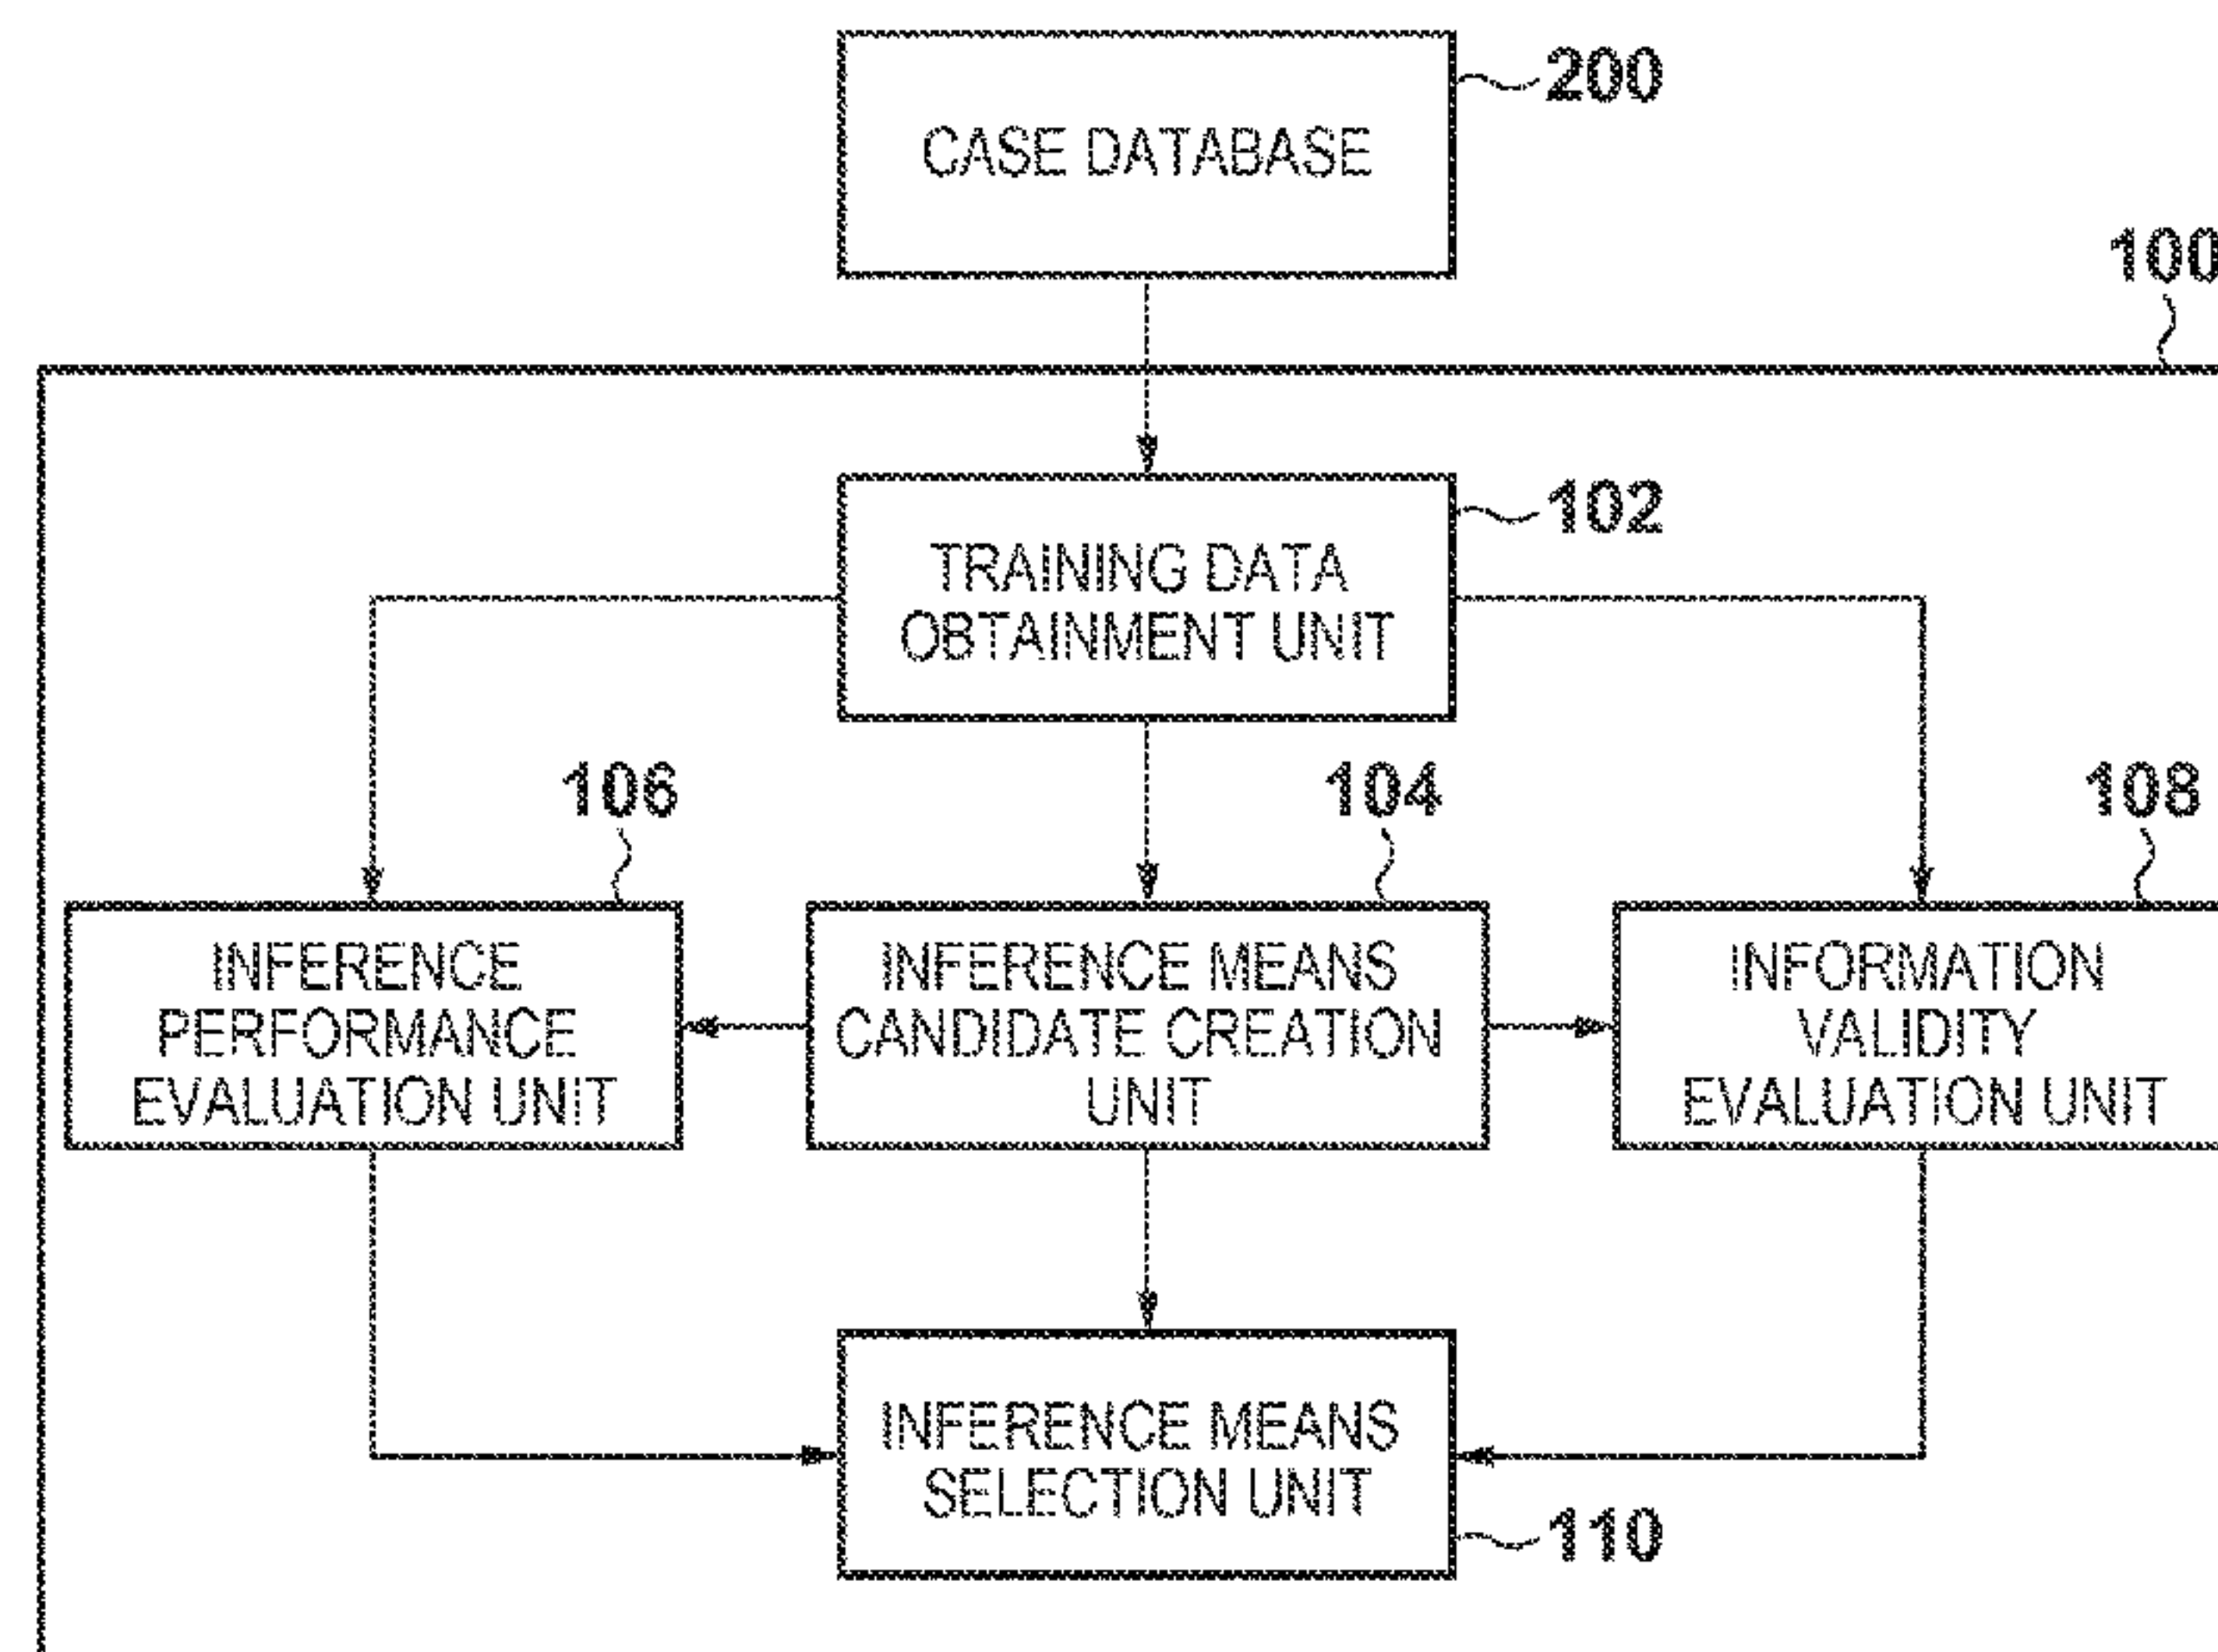 200
CASE DATABASE
100
102
TRAINING DATA
OBTAINMENT UNIT
106
104
108
INFERENCE
PERFORMANCE
EVALUATION UNIT
INFERENCE MEANS
CANDIDATE CREATION
UNIT
INFORMATION
VALIDITY
EVALUATION UNIT
INFERENCE MEANS
SELECTION UNIT
110